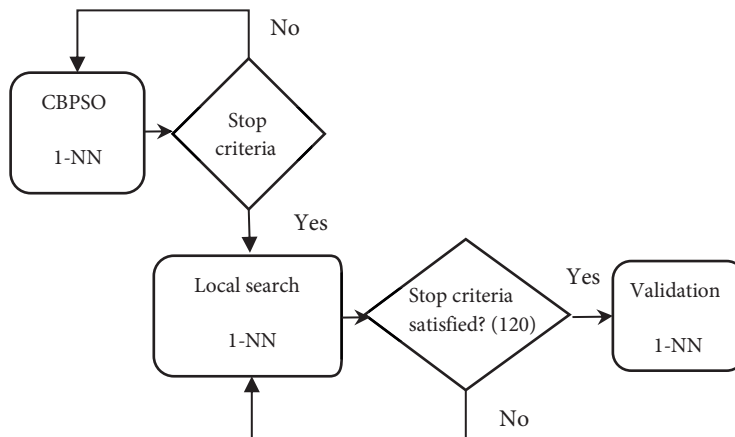 No
CBPSO
1-NN
Stop
criteria
Yes
Local search
1-NN
Stop criteria
satisfied? (120)
Yes
Validation
1-NN
No